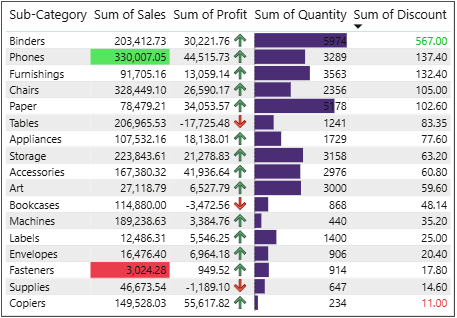 Sub-Category Sum of Sales Sum of Profit Sum of Quantity Sum of Discount
Binders 203,412.73 30,221.76 5974 567.00
Phones 330,007.05 44,515.73 3289 137.40
Furnishings 91,705.16 13,059.14 3563 132.40
Chairs 328,449.10 26,590.17 2356 105.00
Paper 78,479.21 34,053.57 5178 102.60
Tables 206,965.53 -17,725.48 1241 83.35
Appliances 107,532.16 18,138.01 1729 77.60
Storage 223,843.61 21,278.83 3158 63.20
Accessories 167,380.32 41,936.64 2976 60.80
Art 27,118.79 6,527.79 3000 59.60
Bookcases 114,880.00 -3,472.56 868 48.14
Machines 189,238.63 3,384.76 440 35.20
Labels 12,486.31 5,546.25 1400 25.00
Envelopes 16,476.40 6,964.18 906 20.40
Fasteners 3,024.28 949.52 914 17.80
Supplies 46,673.54 -1,189.10 647 14.60
Copiers 149,528.03 55,617.82 234 11.00